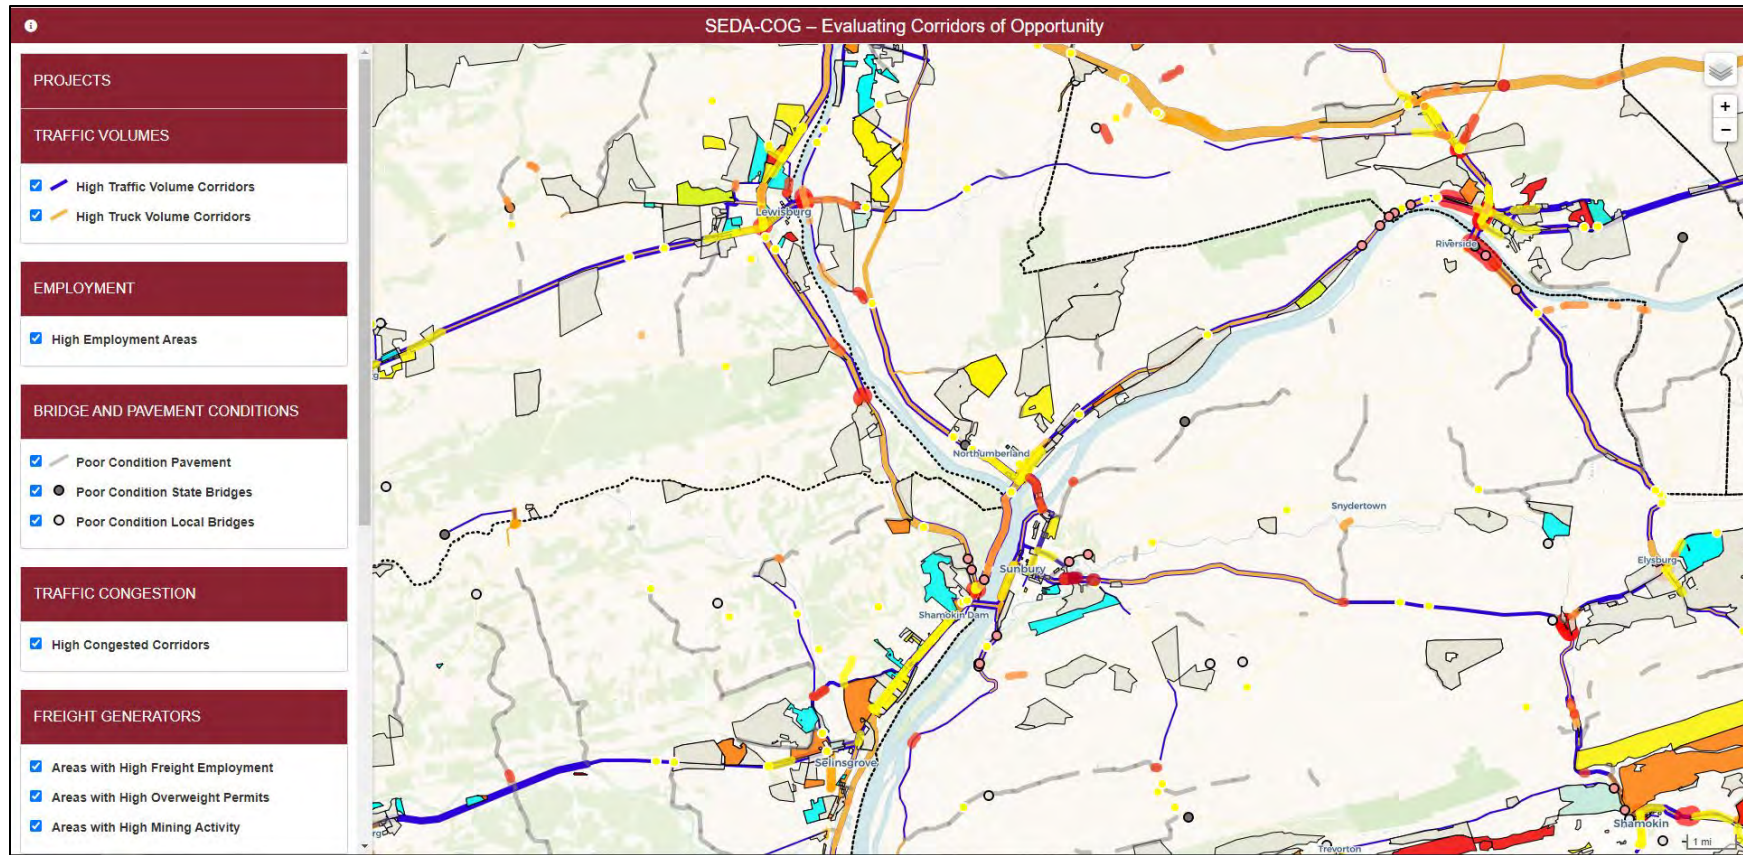 SEDA-COG – Evaluating Corridors of Opportunity
PROJECTS
TRAFFIC VOLUMES
High Traffic Volume Corridors
High Truck Volume Corridors
EMPLOYMENT
High Employment Areas
BRIDGE AND PAVEMENT CONDITIONS
Poor Condition Pavement
Poor Condition State Bridges
Poor Condition Local Bridges
TRAFFIC CONGESTION
High Congested Corridors
FREIGHT GENERATORS
Areas with High Freight Employment
Areas with High Overweight Permits
Areas with High Mining Activity
+
−
Lewisburg
Riverside
Northumberland
Snydertown
Elysburg
Sunbury
Shamokin Dam
Selinsgrove
Shamokin
Trevorton
1 mi